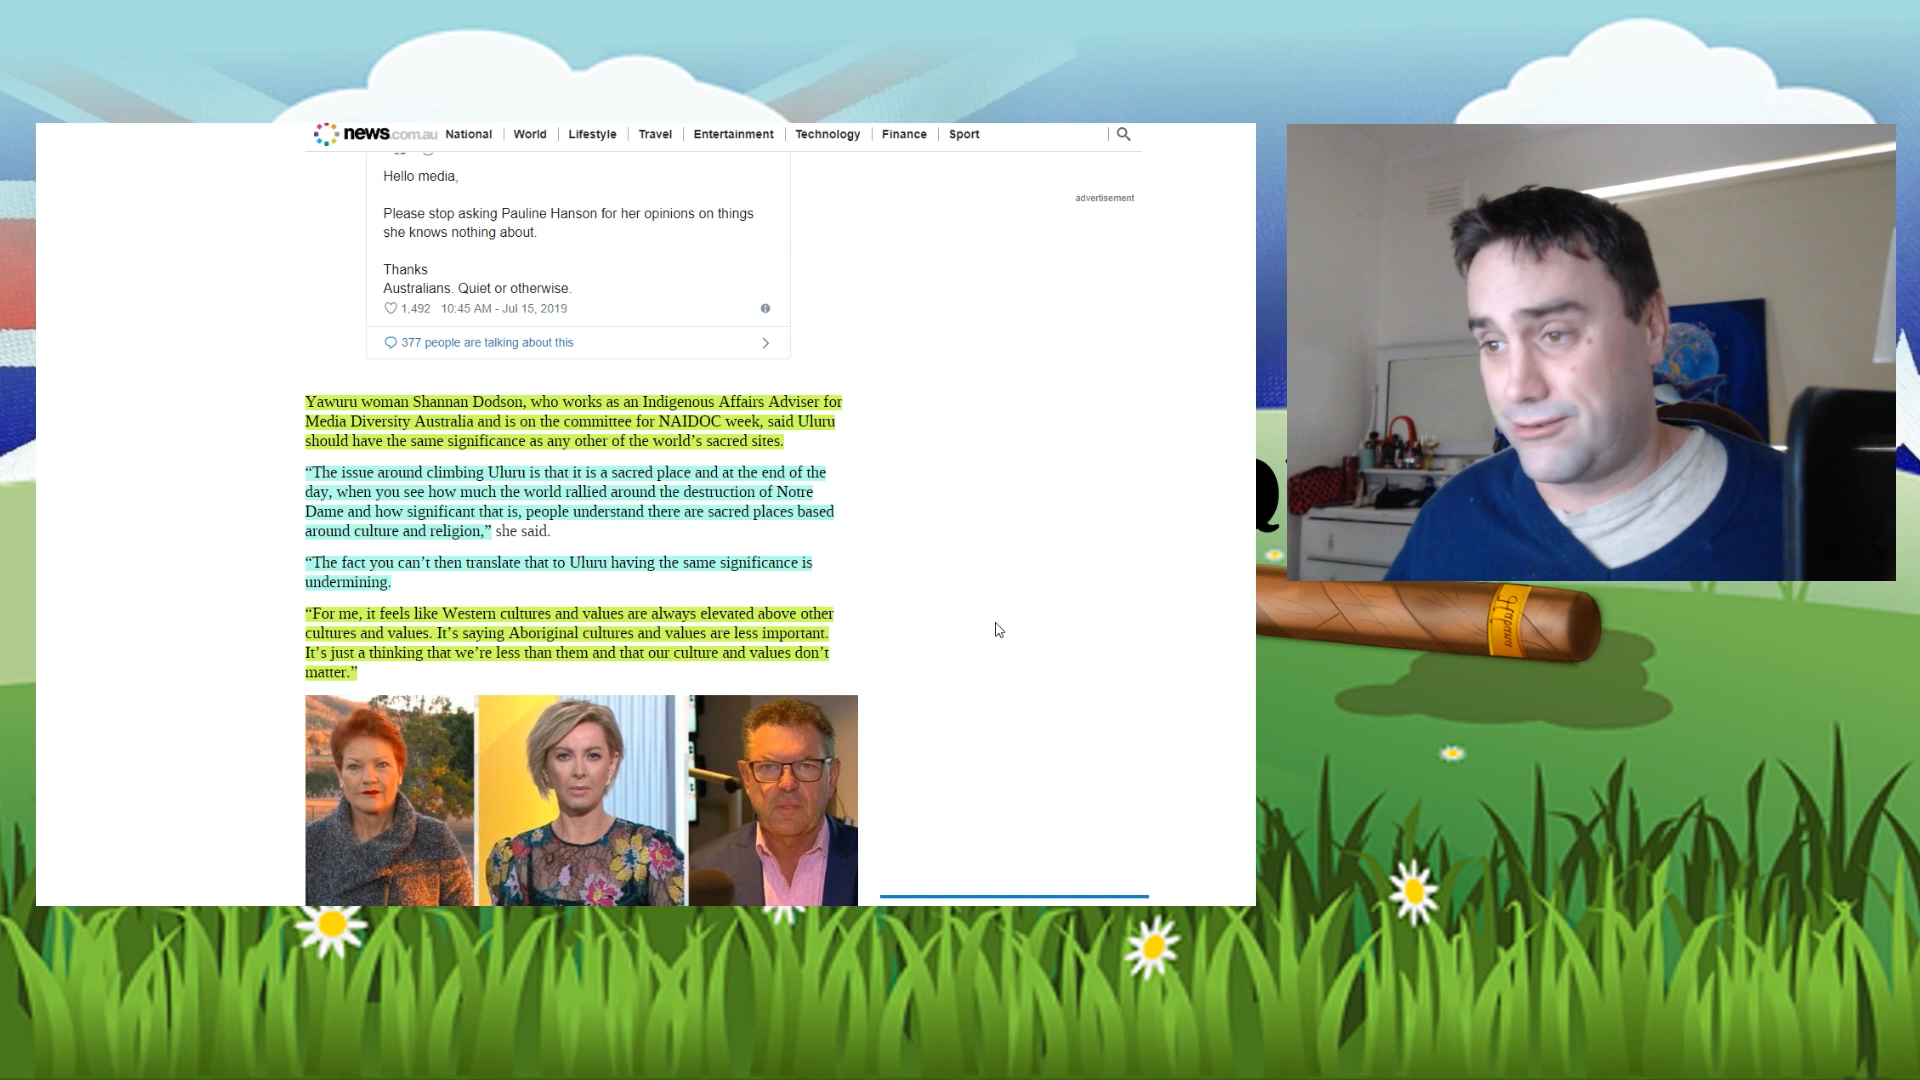 news.com.au National World Lifestyle Travel Entertainment Technology Finance Sport
Hello media,
advertisement
Please stop asking Pauline Hanson for her opinions on things
she knows nothing about.
Thanks
Australians. Quiet or otherwise.
1,492 10:45 AM - Jul 15, 2019
377 people are talking about this
Yawuru woman Shannan Dodson, who works as an Indigenous Affairs Adviser for
Media Diversity Australia and is on the committee for NAIDOC week, said Uluru
should have the same significance as any other of the world’s sacred sites.
“The issue around climbing Uluru is that it is a sacred place and at the end of the
day, when you see how much the world rallied around the destruction of Notre
Dame and how significant that is, people understand there are sacred places based
around culture and religion,” she said.
“The fact you can’t then translate that to Uluru having the same significance is
undermining.
“For me, it feels like Western cultures and values are always elevated above other
cultures and values. It’s saying Aboriginal cultures and values are less important.
It’s just a thinking that we’re less than them and that our culture and values don’t
matter.”